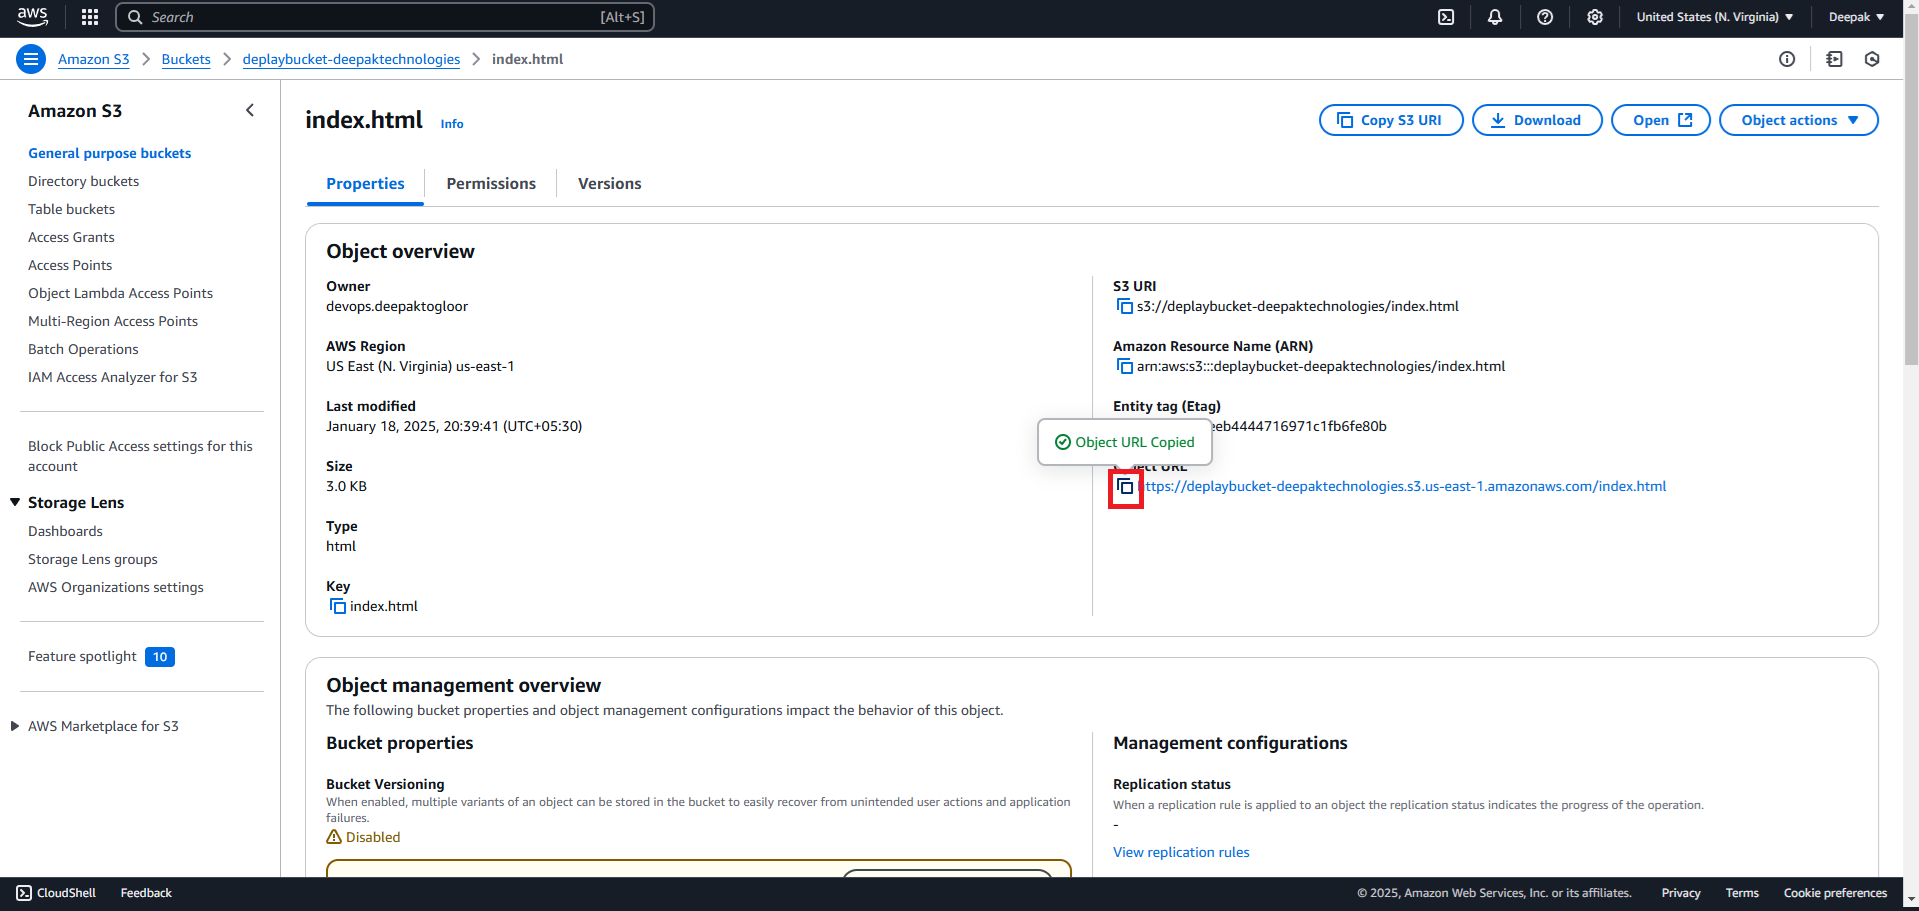 aws
Search
[Alt+S]
United States (N. Virginia)
Deepak
Amazon S3
Buckets
deplaybucket-deepaktechnologies
index.html
Amazon S3
General purpose buckets
Directory buckets
Table buckets
Access Grants
Access Points
Object Lambda Access Points
Multi-Region Access Points
Batch Operations
IAM Access Analyzer for S3
Block Public Access settings for this
account
Storage Lens
Dashboards
Storage Lens groups
AWS Organizations settings
Feature spotlight 10
AWS Marketplace for S3
index.html Info
Copy S3 URI
Download
Open
Object actions
Properties
Permissions
Versions
Object overview
Owner
devops.deepaktogloor
AWS Region
US East (N. Virginia) us-east-1
Last modified
January 18, 2025, 20:39:41 (UTC+05:30)
Size
3.0 KB
Type
html
Key
index.html
S3 URI
s3://deplaybucket-deepaktechnologies/index.html
Amazon Resource Name (ARN)
arn:aws:s3:::deplaybucket-deepaktechnologies/index.html
Entity tag (Etag)
eeb4444716971c1fb6fe80b
Object URL Copied
Object URL
https://deplaybucket-deepaktechnologies.s3.us-east-1.amazonaws.com/index.html
Object management overview
The following bucket properties and object management configurations impact the behavior of this object.
Bucket properties
Bucket Versioning
When enabled, multiple variants of an object can be stored in the bucket to easily recover from unintended user actions and application
failures.
Disabled
Management configurations
Replication status
When a replication rule is applied to an object the replication status indicates the progress of the operation.
-
View replication rules
CloudShell
Feedback
© 2025, Amazon Web Services, Inc. or its affiliates.
Privacy
Terms
Cookie preferences